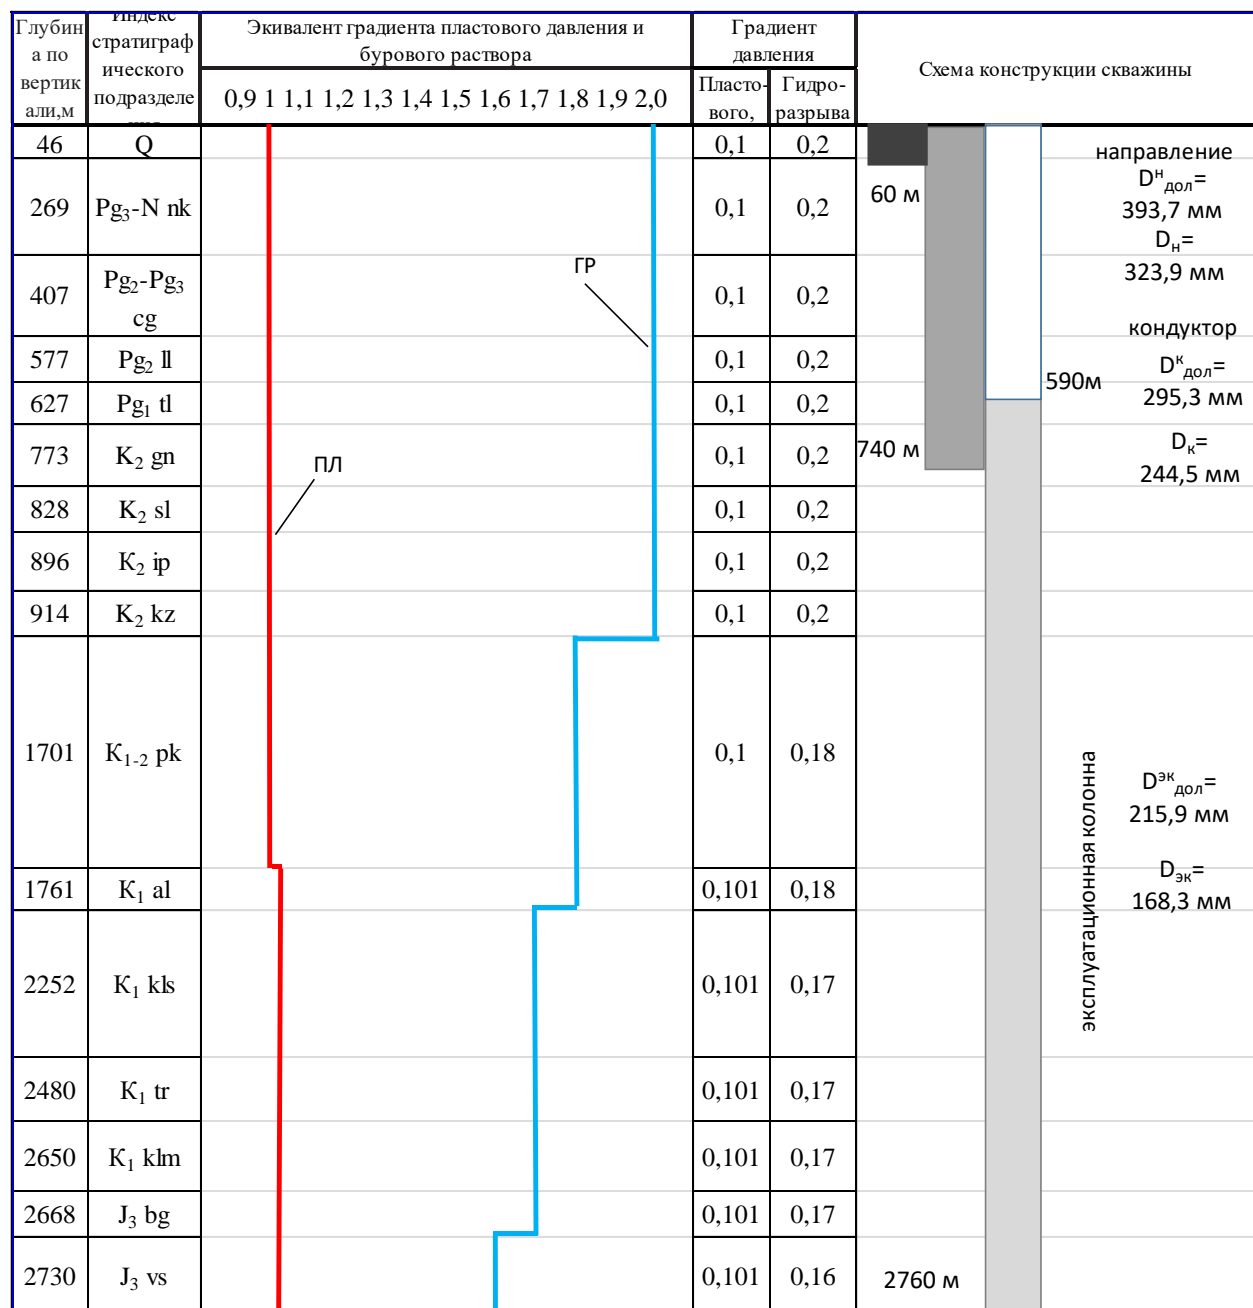 Глубин
а по
вертик
али,м
Индекс
стратиграф
ического
подразделе
Экивалент градиента пластового давления и
бурового раствора
0,9 1 1,1 1,2 1,3 1,4 1,5 1,6 1,7 1,8 1,9 2,0
Градиент
давления
Пласто-
вого,
Гидро-
разрыва
Схема конструкции скважины
46 Q 0,1 0,2
269 Pg3-N nk 0,1 0,2
407 Pg2-Pg3
cg 0,1 0,2
577 Pg2 ll 0,1 0,2
627 Pg1 tl 0,1 0,2
773 K2 gn 0,1 0,2
828 K2 sl 0,1 0,2
896 K2 ip 0,1 0,2
914 K2 kz 0,1 0,2
1701 K1-2 pk 0,1 0,18
1761 K1 al 0,101 0,18
2252 K1 kls 0,101 0,17
2480 K1 tr 0,101 0,17
2650 K1 klm 0,101 0,17
2668 J3 bg 0,101 0,17
2730 J3 vs 0,101 0,16
ГР
ПЛ
60 м
740 м
590м
2760 м
направление
Dндол=
393,7 мм
Dн=
323,9 мм
кондуктор
Dкдол=
295,3 мм
Dк=
244,5 мм
эксплуатационная колонна
Dэкдол=
215,9 мм
Dэк=
168,3 мм